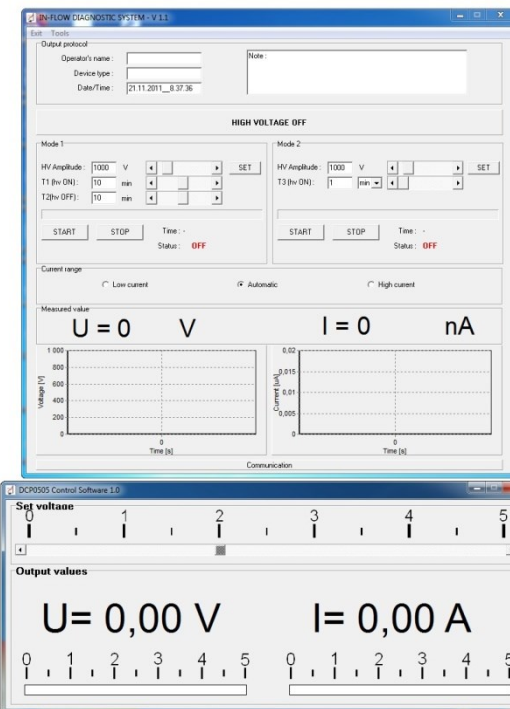 IN-FLOW DIAGNOSTIC SYSTEM - V 1.1
Exit Tools
Output protocol
Operator's name :
Note :
Device type :
Date/Time : 21.11.2011__8.37.36
HIGH VOLTAGE OFF
Mode 1
HV Amplitude : 1000 V SET
T1 (hv ON) : 10 min
T2(hv OFF) : 10 min
START STOP Time : -
Status : OFF
Mode 2
HV Amplitude : 1000 V SET
T3 (hv ON) : 1 min
START STOP Time : -
Status : OFF
Current range
Low current Automatic High current
Measured value
U = 0 V I = 0 nA
1 000
800
600
400
200
0
Voltage [V]
0
Time [s]
0,02
0,015
0,01
0,005
0
Current [uA]
0
Time [s]
Communication
DCP0505 Control Software 1.0
Set voltage
0 1 2 3 4 5
Output values
U= 0,00 V I= 0,00 A
0 1 2 3 4 5 0 1 2 3 4 5